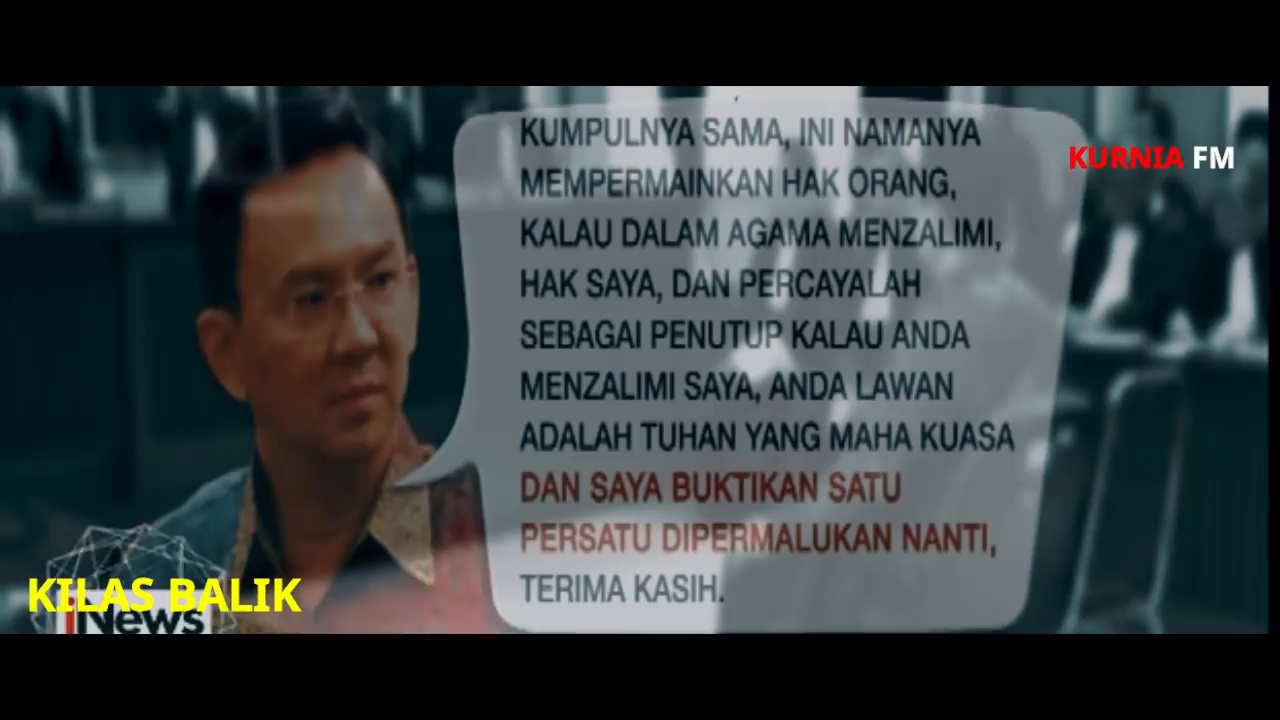 KUMPULNYA SAMA, INI NAMANYA
MEMPERMAINKAN HAK ORANG,
KALAU DALAM AGAMA MENZALIMI,
HAK SAYA, DAN PERCAYALAH
SEBAGAI PENUTUP KALAU ANDA
MENZALIMI SAYA, ANDA LAWAN
ADALAH TUHAN YANG MAHA KUASA
DAN SAYA BUKTIKAN SATU
PERSATU DIPERMALUKAN NANTI,
TERIMA KASIH.
KURNIA FM
KILAS BALIK
iNews